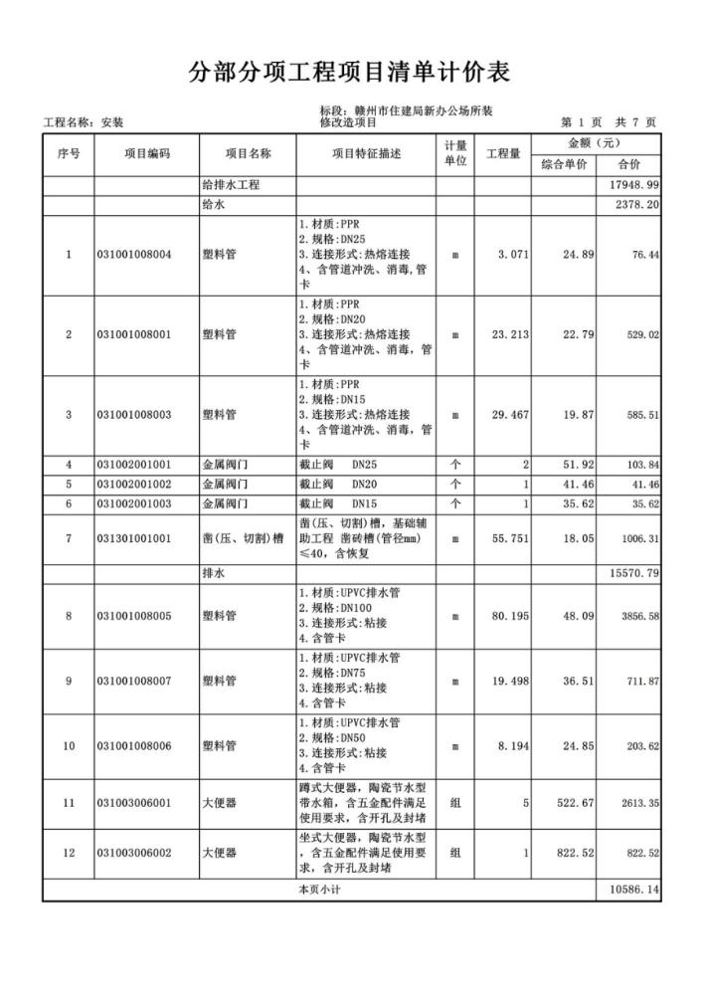 分部分项工程项目清单计价表
工程名称：安装
标段：赣州市住建局新办公场所装
修改造项目
第 1 页 共 7 页
序号 项目编码 项目名称 项目特征描述 计量
单位 工程量 金额（元）
综合单价 合价
给排水工程 17948.99
给水 2378.20
1 031001008004 塑料管 1.材质:PPR
2.规格:DN25
3.连接形式:热熔连接
4、含管道冲洗、消毒,管
卡 m 3.071 24.89 76.44
2 031001008001 塑料管 1.材质:PPR
2.规格:DN20
3.连接形式:热熔连接
4、含管道冲洗、消毒，管
卡 m 23.213 22.79 529.02
3 031001008003 塑料管 1.材质:PPR
2.规格:DN15
3.连接形式:热熔连接
4、含管道冲洗、消毒，管
卡 m 29.467 19.87 585.51
4 031002001001 金属阀门 截止阀 DN25 个 2 51.92 103.84
5 031002001002 金属阀门 截止阀 DN20 个 1 41.46 41.46
6 031002001003 金属阀门 截止阀 DN15 个 1 35.62 35.62
7 031301001001 凿(压、切割)槽 凿(压、切割)槽，基础辅
助工程 凿砖槽(管径mm)
≤40，含恢复 m 55.751 18.05 1006.31
排水 15570.79
8 031001008005 塑料管 1.材质:UPVC排水管
2.规格:DN100
3.连接形式:粘接
4.含管卡 m 80.195 48.09 3856.58
9 031001008007 塑料管 1.材质:UPVC排水管
2.规格:DN75
3.连接形式:粘接
4.含管卡 m 19.498 36.51 711.87
10 031001008006 塑料管 1.材质:UPVC排水管
2.规格:DN50
3.连接形式:粘接
4.含管卡 m 8.194 24.85 203.62
11 031003006001 大便器 蹲式大便器，陶瓷节水型
带水箱，含五金配件满足
使用要求，含开孔及封堵 组 5 522.67 2613.35
12 031003006002 大便器 坐式大便器，陶瓷节水型
，含五金配件满足使用要
求，含开孔及封堵 组 1 822.52 822.52
本页小计 10586.14